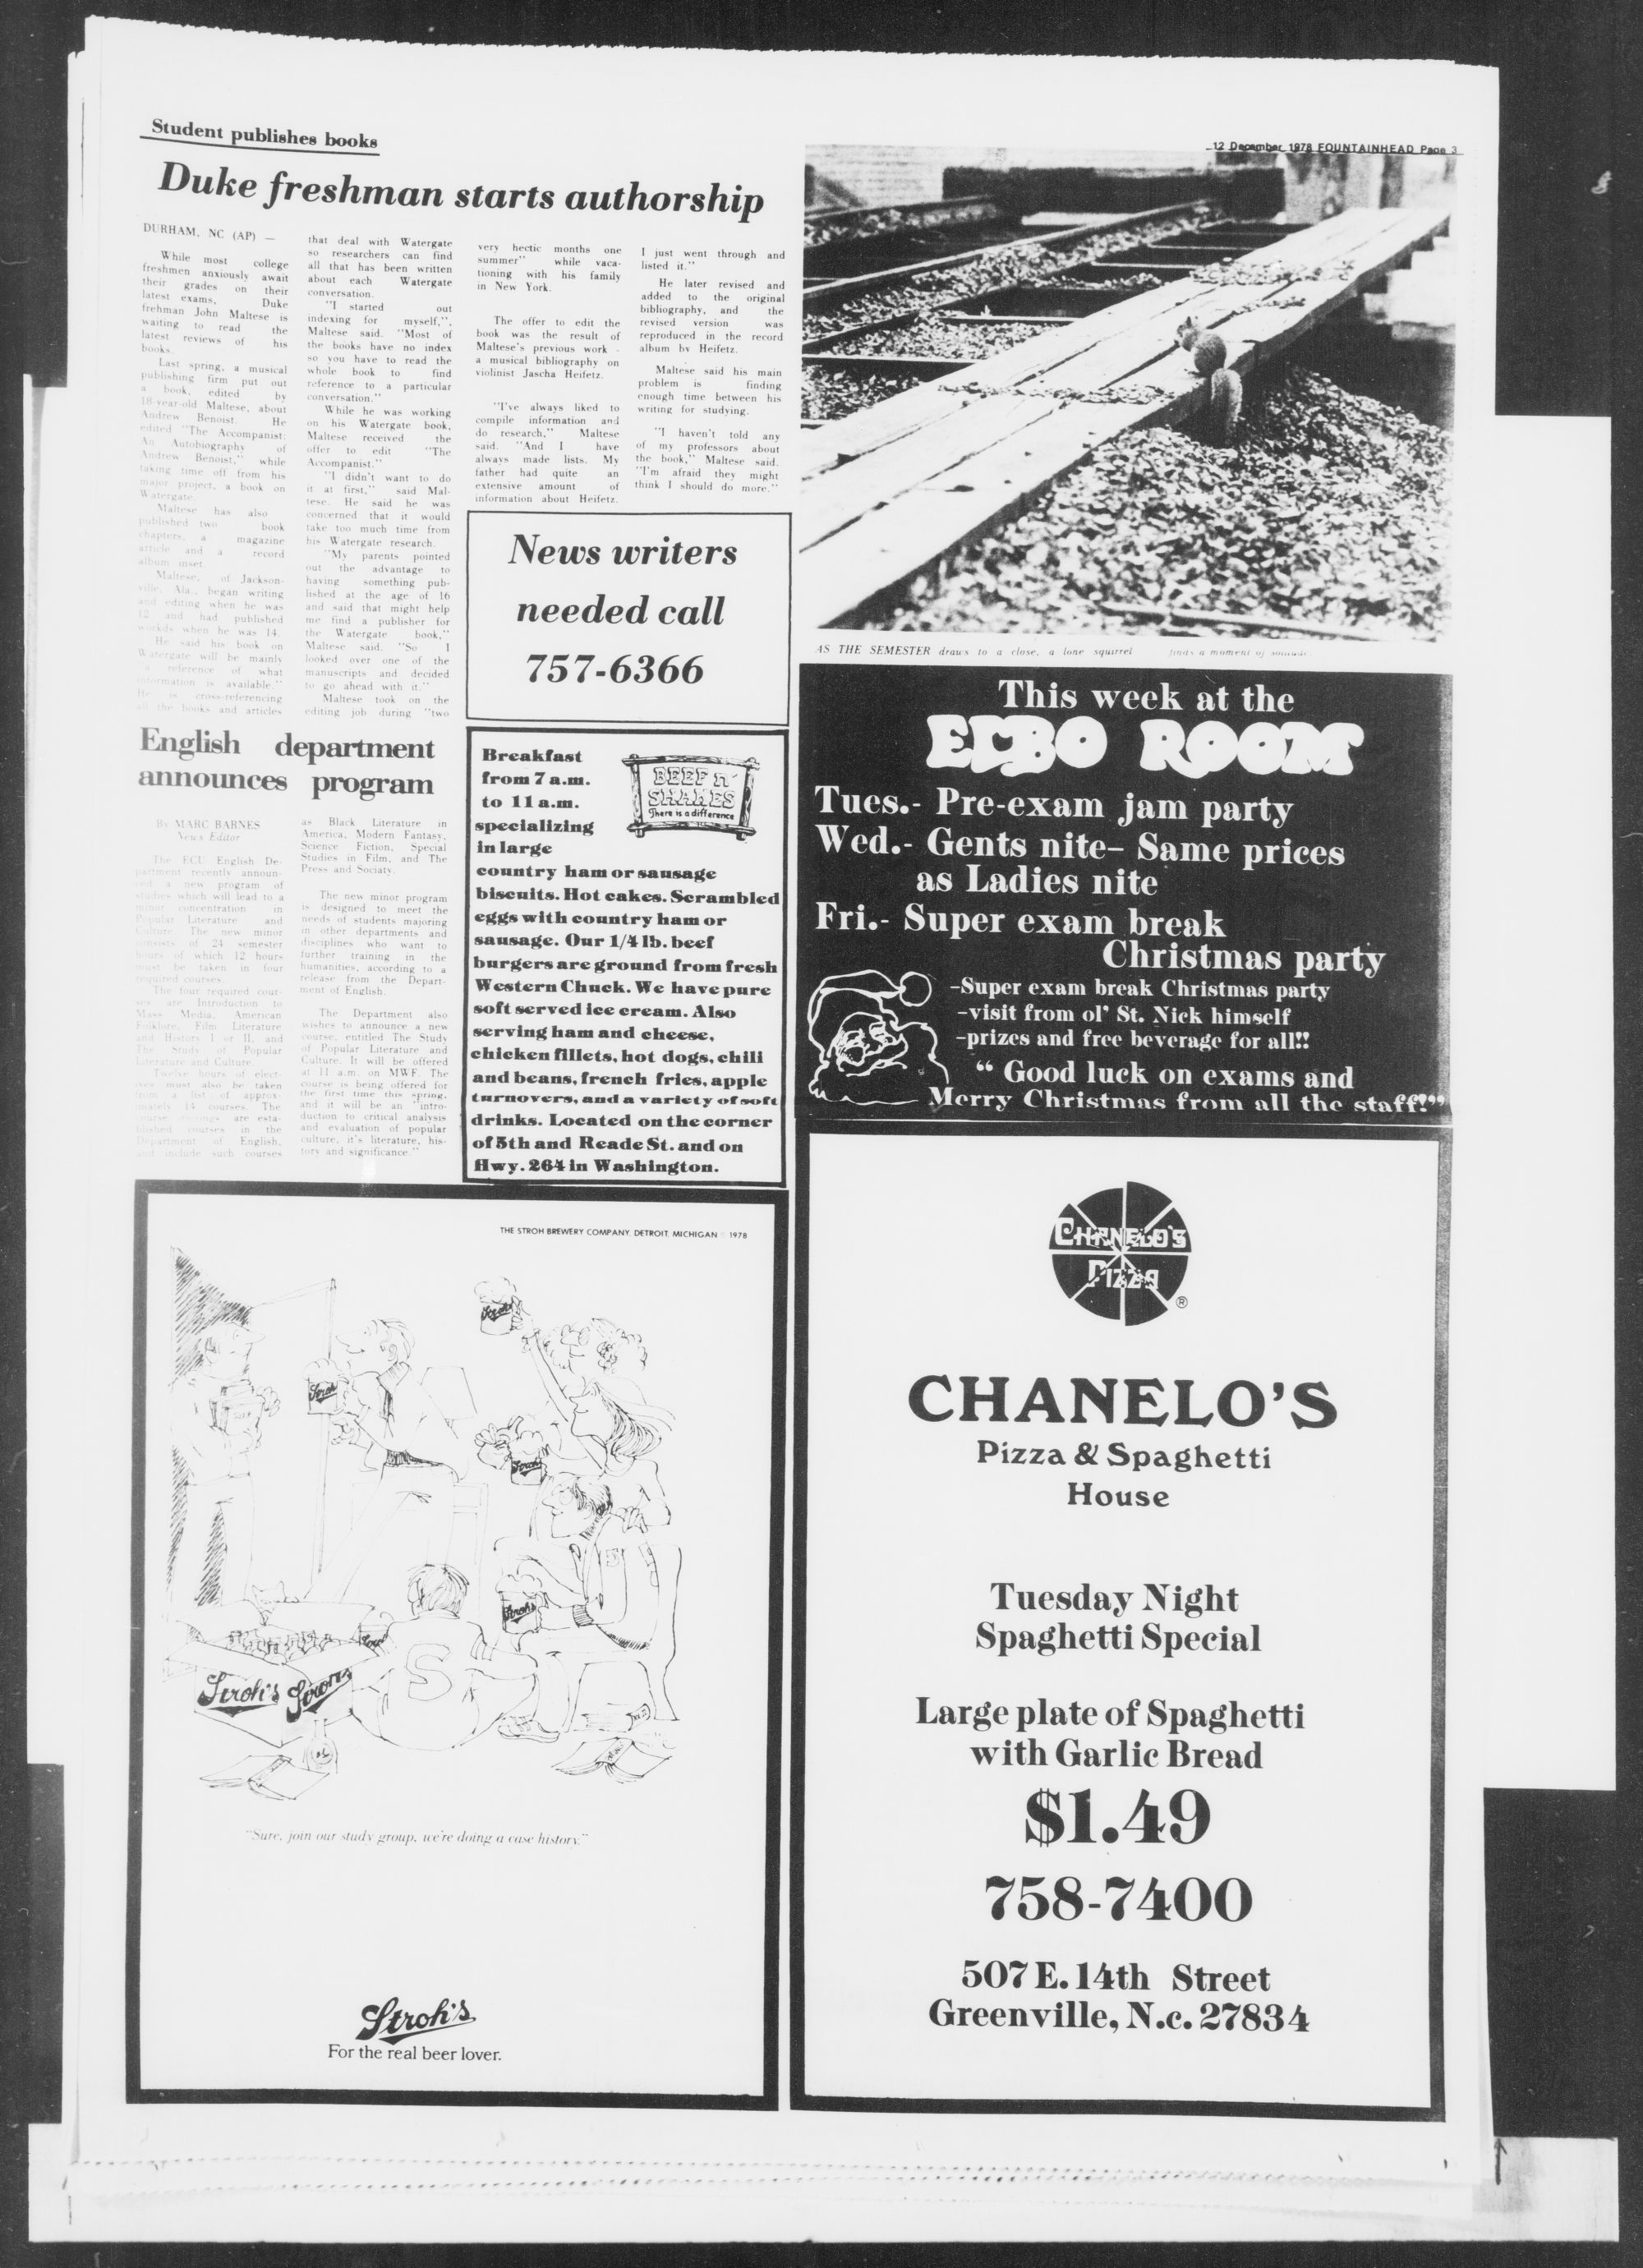 12 December 1978 FOUNTAINHEAD Page 3
Student publishes books
Duke freshman starts authorship
DURHAM, NC (AP) —
While most college
freshmen anxiously await
their grades on their
latest exams, Duke
frehman John Maltese is
waiting to read the
latest reviews of his
books.
Last spring, a musical
publishing firm put out
a book, edited by
18-year-old Maltese, about
Andrew Benoist. He
edited "The Accompanist:
An Autobiography of
Andrew Benoist," while
taking time off from his
major project, a book on
Watergate.
Maltese has also
published two book
chapters, a magazine
article and a record
album inset.
Maltese, of Jackson-
ville, Ala., began writing
and editing when he was
12 and had published
workds when he was 14.
He said his book on
Watergate will be mainly
"a reference of what
information is available."
He is cross-referencing
all the books and articles
that deal with Watergate
so researchers can find
all that has been written
about each Watergate
conversation.
"I started out
indexing for myself,",
Maltese said. "Most of
the books have no index
so you have to read the
whole book to find
reference to a particular
conversation."
While he was working
on his Watergate book,
Maltese received the
offer to edit "The
Accompanist."
"I didn't want to do
it at first," said Mal-
tese. He said he was
concerned that it would
take too much time from
his Watergate research.
"My parents pointed
out the advantage to
having something pub-
lished at the age of 16
and said that might help
me find a publisher for
the Watergate book,"
Maltese said. "So I
looked over one of the
manuscripts and decided
to go ahead with it."
Maltese took on the
editing job during "two
very hectic months one
summer" while vaca-
tioning with his family
in New York.
The offer to edit the
book was the result of
Maltese's previous work -
a musical bibliography on
violinist Jascha Heifetz.
"I've always liked to
compile information and
do research," Maltese
said. "And I have
always made lists. My
father had quite an
extensive amount of
information about Heifetz.
I just went through and
listed it."
He later revised and
added to the original
bibliography, and the
revised version was
reproduced in the record
album by Heifetz.
Maltese said his main
problem is finding
enough time between his
writing for studying.
"I haven't told any
of my professors about
the book," Maltese said.
"I'm afraid they might
think I should do more."
AS THE SEMESTER draws to a close, a lone squirrel finds a moment of solitude.
News writers
needed call
757-6366
English department
announces program
By MARC BARNES
News Editor
The ECU English De-
partment recently announ-
ced a new program of
studies which will lead to a
minor concentration in
Popular Literature and
Culture. The new minor
consists of 24 semester
hours of which 12 hours
must be taken in four
required courses.
The four required cour-
ses are Introduction to
Mass Media, American
Folklore, Film Literature
and History I or II, and
The Study of Popular
Literature and Culture.
Twelve hours of elect-
ives must also be taken
from a list of approx-
imately 14 courses. The
course offerings are esta-
blished courses in the
Department of English,
and include such courses
as Black Literature in
America, Modern Fantasy,
Science Fiction, Special
Studies in Film, and The
Press and Sociaty.
The new minor program
is designed to meet the
needs of students majoring
in other departments and
disciplines who want to
further training in the
humanities, according to a
release from the Depart-
ment of English.
The Department also
wishes to announce a new
course, entitled The Study
of Popular Literature and
Culture. It will be offered
at 11 a.m. on MWF. The
course is being offered for
the first time this spring,
and it will be an "intro-
duction to critical analysis
and evaluation of popular
culture, it's literature, his-
tory and significance."
Breakfast
from 7 a.m.
to 11 a.m.
specializing
in large
country ham or sausage
biscuits. Hot cakes. Scrambled
eggs with country ham or
sausage. Our 1/4 lb. beef
burgers are ground from fresh
Western Chuck. We have pure
soft served ice cream. Also
serving ham and cheese,
chicken fillets, hot dogs, chili
and beans, french fries, apple
turnovers, and a variety of soft
drinks. Located on the corner
of 5th and Reade St. and on
Hwy. 264 in Washington.
BEEF n'
SHAKES
There is a difference
This week at the
ELBO ROOM
Tues.- Pre-exam jam party
Wed.- Gents nite– Same prices
as Ladies nite
Fri.- Super exam break
Christmas party
-Super exam break Christmas party
-visit from ol' St. Nick himself
-prizes and free beverage for all!!
"Good luck on exams and
Merry Christmas from all the staff!"
THE STROH BREWERY COMPANY, DETROIT, MICHIGAN © 1978
Stroh's
Stroh's
Stroh's
Stroh's
S
Stroh's Stroh's
"Sure, join our study group, we're doing a case history."
Stroh's
For the real beer lover.
CHANELO'S
PIZZA
®
CHANELO'S
Pizza & Spaghetti
House
Tuesday Night
Spaghetti Special
Large plate of Spaghetti
with Garlic Bread
$1.49
758-7400
507 E. 14th Street
Greenville, N.c. 27834